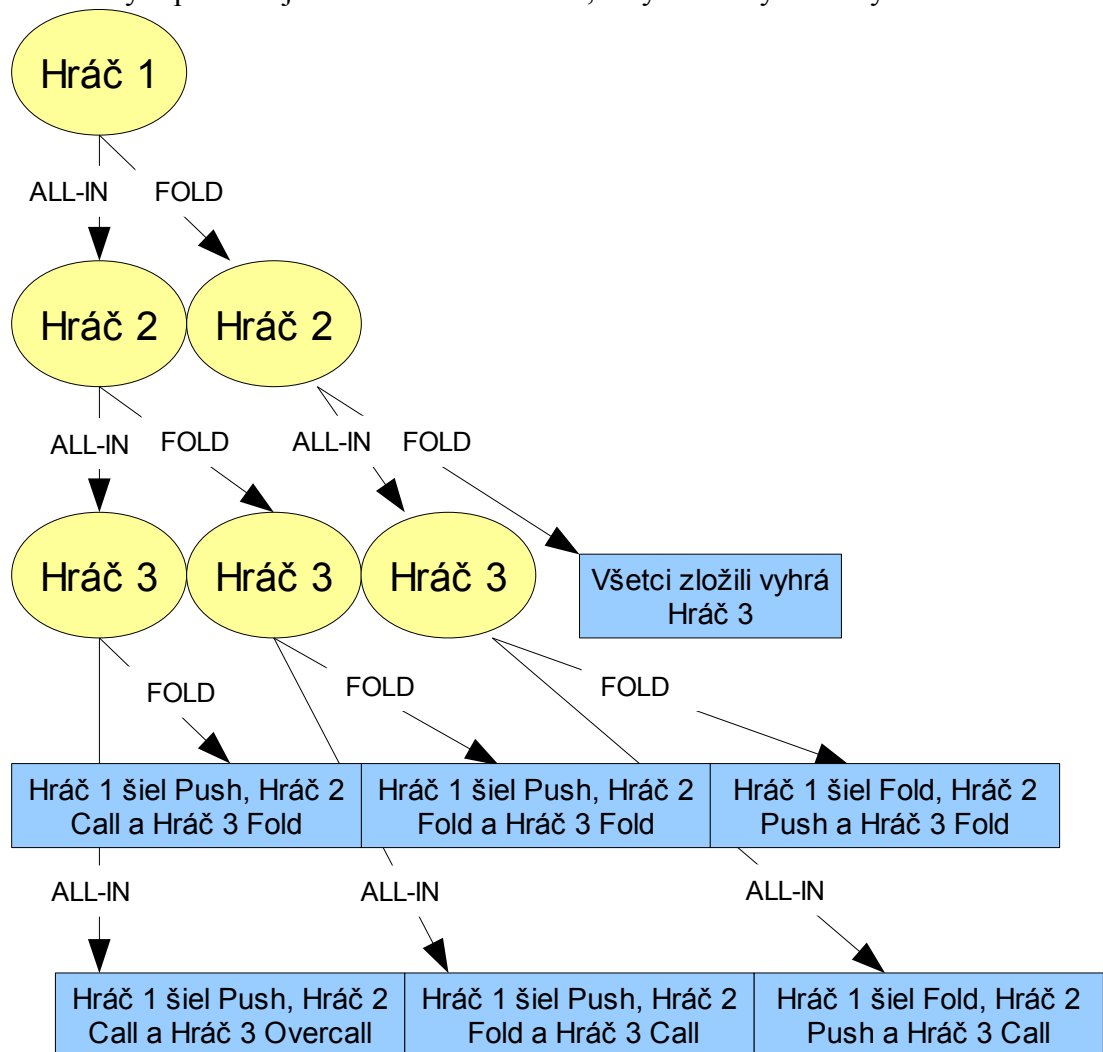 Hráč 1
ALL-IN FOLD
Hráč 2 Hráč 2
ALL-IN FOLD ALL-IN FOLD
Hráč 3 Hráč 3 Hráč 3
Všetci zložili vyhrá
Hráč 3
FOLD FOLD FOLD
Hráč 1 šiel Push, Hráč 2
Call a Hráč 3 Fold
Hráč 1 šiel Push, Hráč 2
Fold a Hráč 3 Fold
Hráč 1 šiel Fold, Hráč 2
Push a Hráč 3 Fold
ALL-IN ALL-IN ALL-IN
Hráč 1 šiel Push, Hráč 2
Call a Hráč 3 Overcall
Hráč 1 šiel Push, Hráč 2
Fold a Hráč 3 Call
Hráč 1 šiel Fold, Hráč 2
Push a Hráč 3 Call